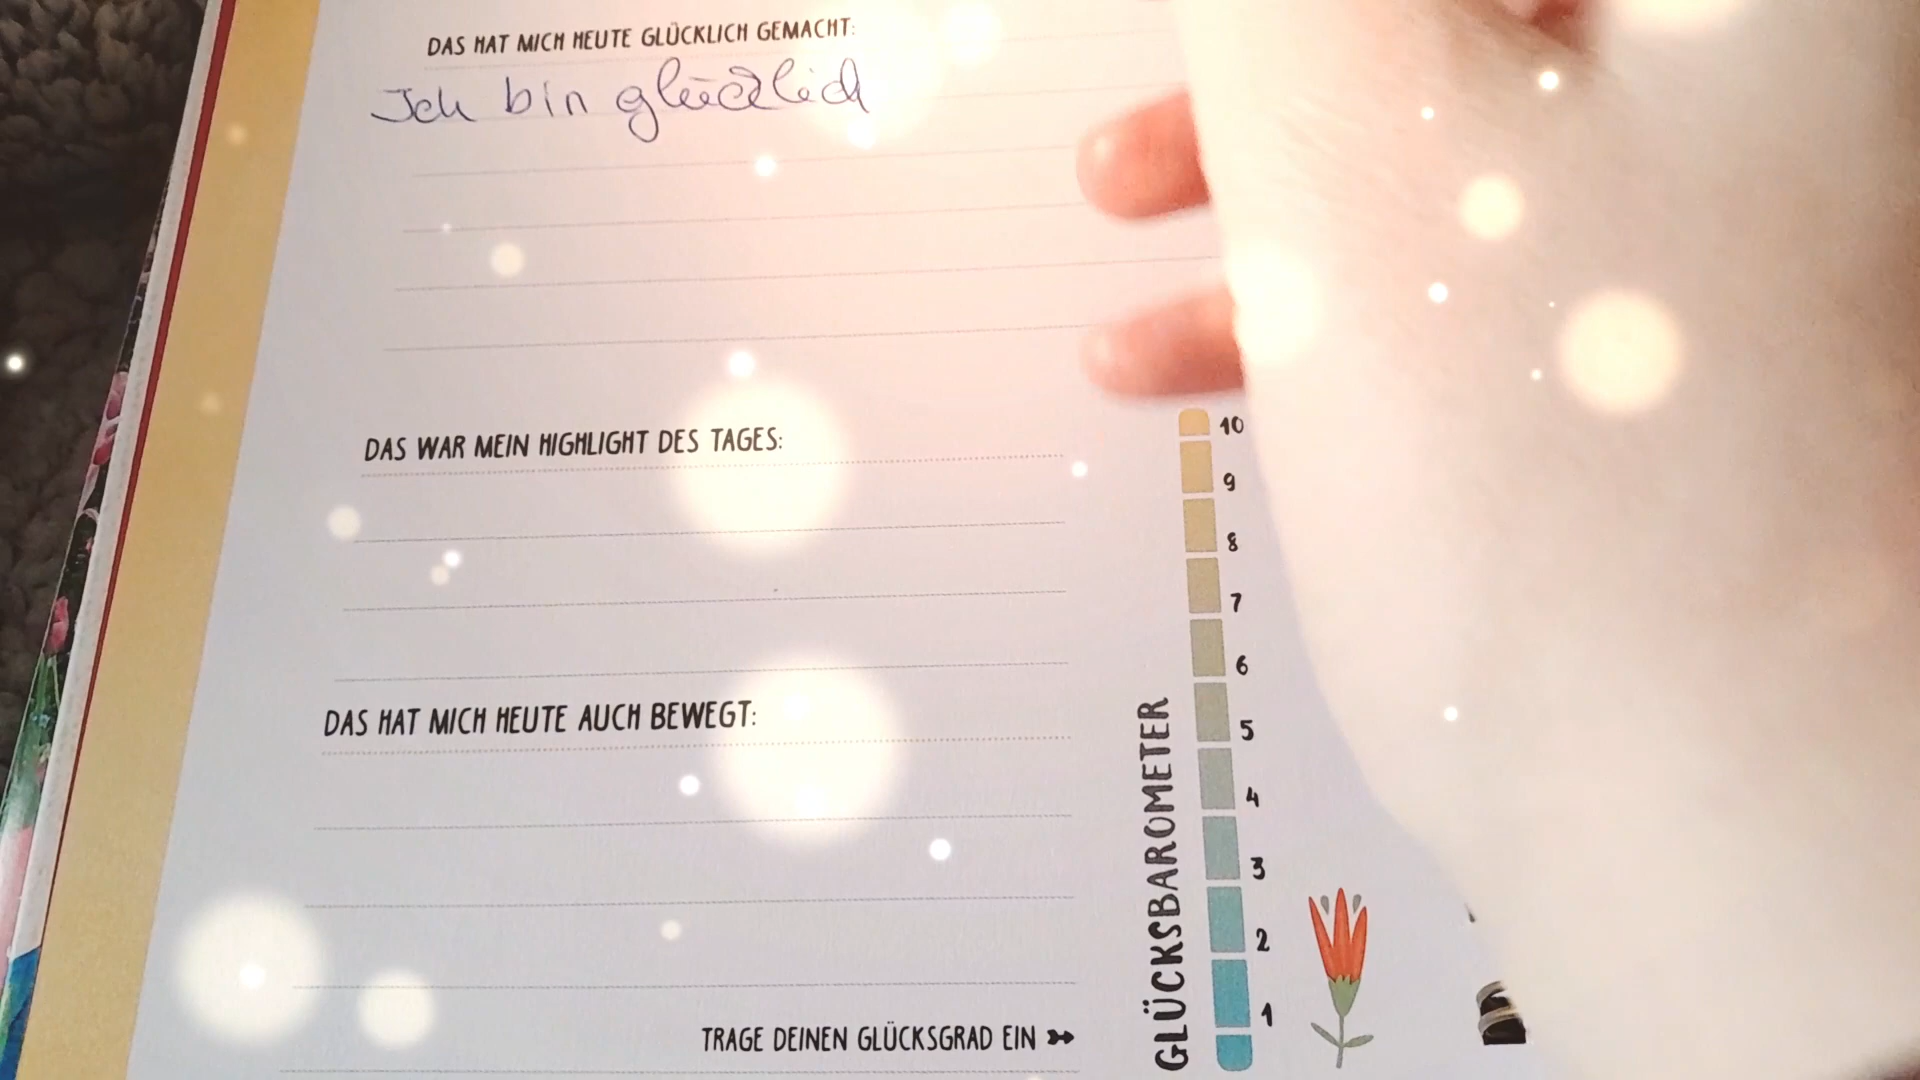 DAS HAT MICH HEUTE GLÜCKLICH GEMACHT:
Ich bin glücklich
DAS WAR MEIN HIGHLIGHT DES TAGES:
DAS HAT MICH HEUTE AUCH BEWEGT:
TRAGE DEINEN GLÜCKSGRAD EIN
GLÜCKSBAROMETER
10
9
8
7
6
5
4
3
2
1